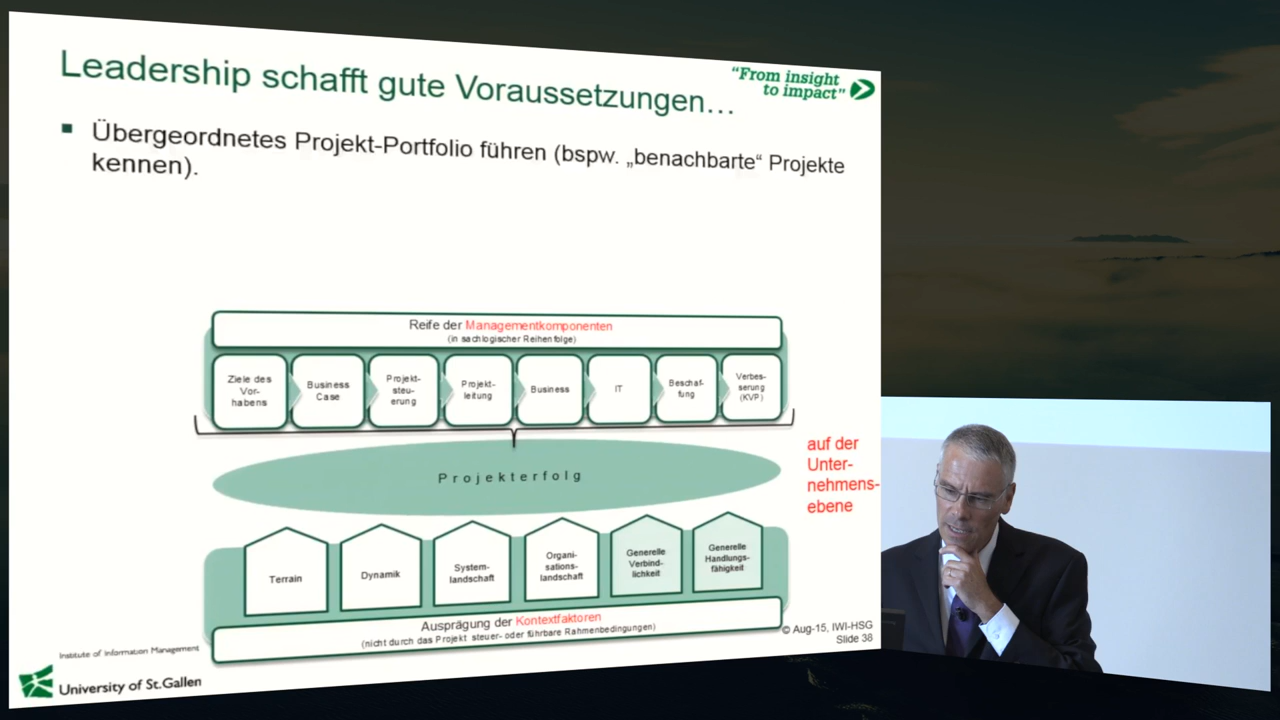 Leadership schafft gute Voraussetzungen…
“From insight
to impact”
Übergeordnetes Projekt-Portfolio führen (bspw. „benachbarte“ Projekte
kennen).
Reife der Managementkomponenten
(in sachlogischer Reihenfolge)
Ziele des
Vor-
habens
Business
Case
Projekt-
steu-
erung
Projekt-
leitung
Business
IT
Beschaf-
fung
Verbes-
serung
(KVP)
Projekterfolg
auf der
Unter-
nehmens-
ebene
Terrain
Dynamik
System-
landschaft
Organi-
sations-
landschaft
Generelle
Verbind-
lichkeit
Generelle
Handlungs-
fähigkeit
Ausprägung der Kontextfaktoren
(nicht durch das Projekt steuer- oder führbare Rahmenbedingungen)
© Aug-15, IWI-HSG
Slide 38
Institute of Information Management
University of St.Gallen